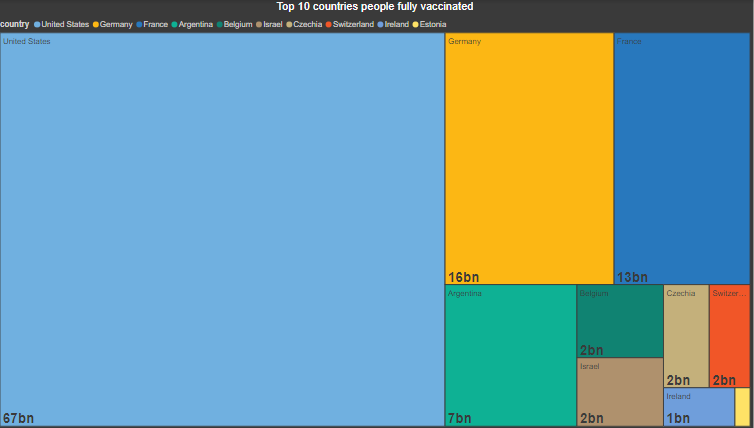 Top 10 countries people fully vaccinated
country United States Germany France Argentina Belgium Israel Czechia Switzerland Ireland Estonia
United States
67bn
Germany
16bn
France
13bn
Argentina
7bn
Belgium
2bn
Israel
2bn
Czechia
2bn
Switzer...
2bn
Ireland
1bn